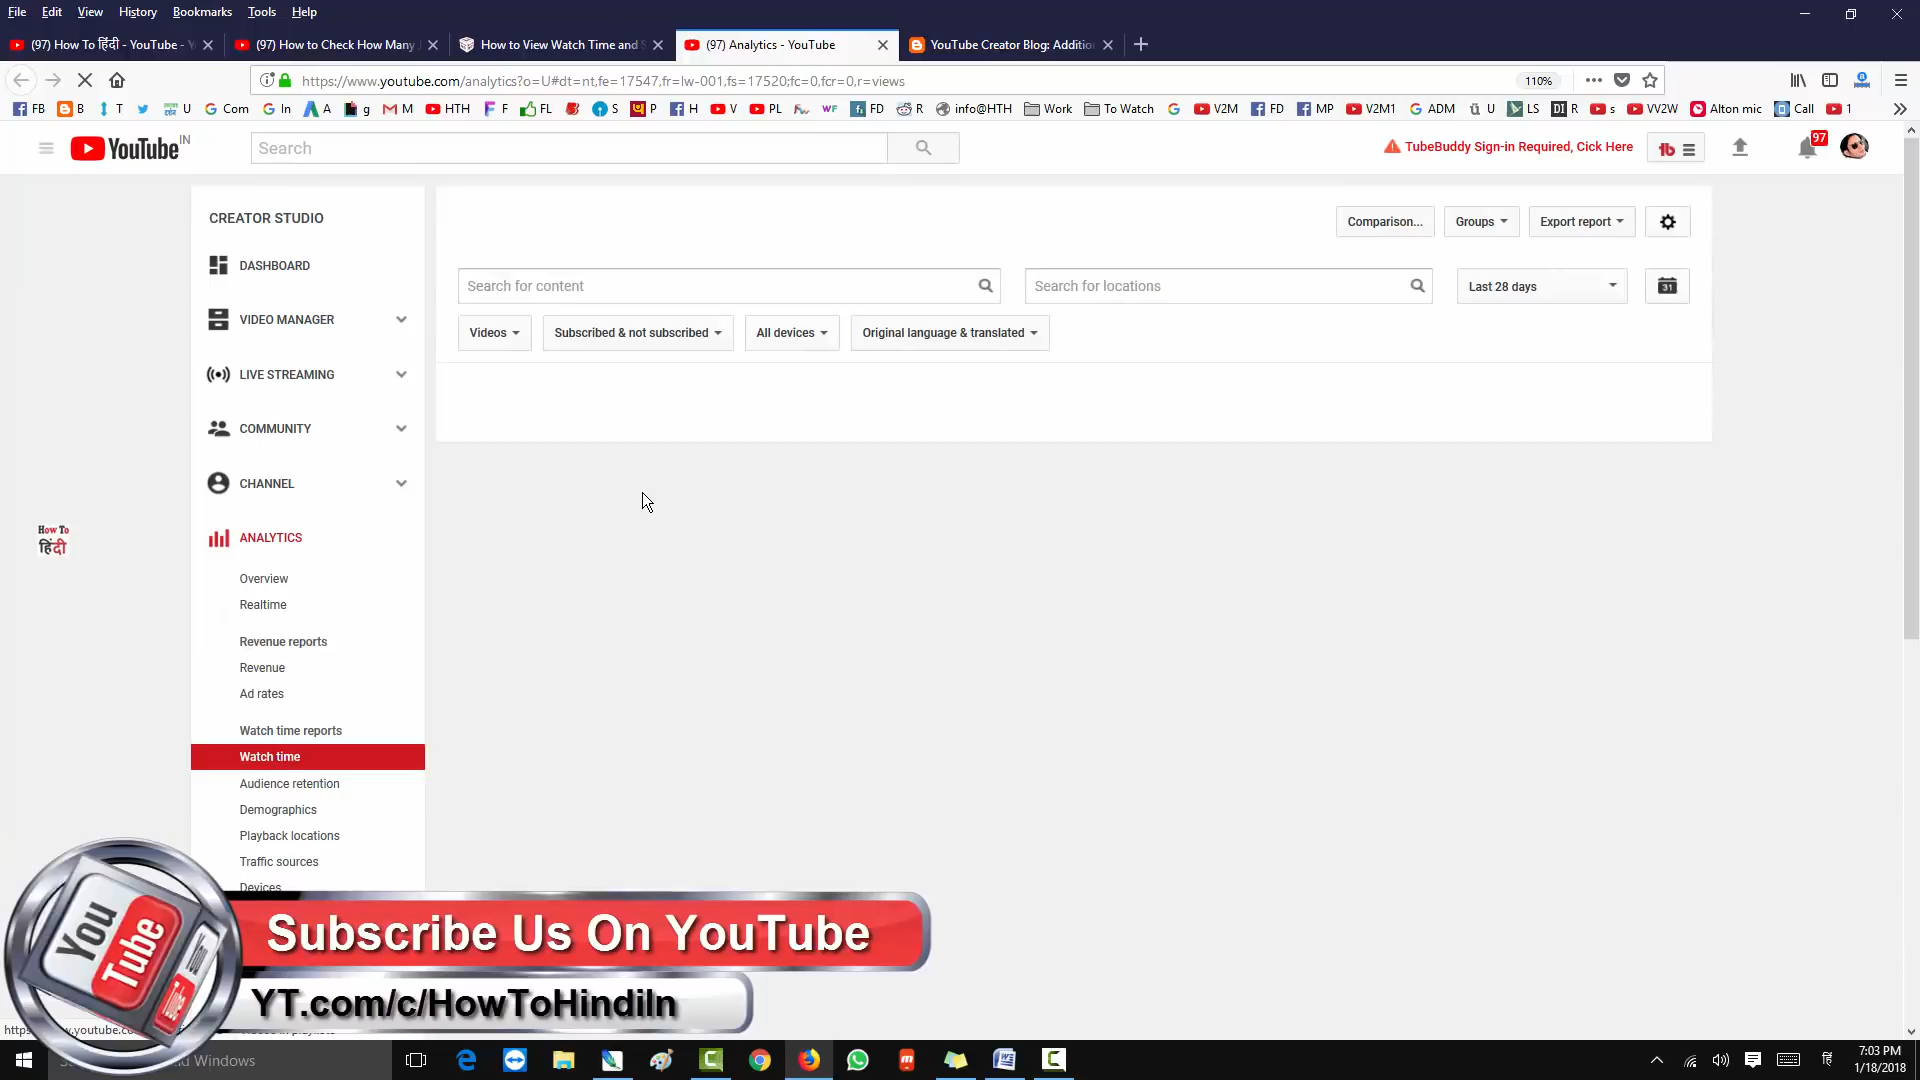 File Edit View History Bookmarks Tools Help
(97) How To हिंदी - YouTube - Y
(97) How to Check How Many
How to View Watch Time and S
(97) Analytics - YouTube
YouTube Creator Blog: Additio
https://www.youtube.com/analytics?o=U#dt=nt,fe=17547,fr=lw-001,fs=17520;fc=0,fcr=0,r=views
110%
FB B T U Com In A g M HTH F FL S P H V PL FD R info@HTH Work To Watch V2M FD MP V2M1 ADM U LS R s VV2W Alton mic Call 1
YouTube IN
Search
TubeBuddy Sign-in Required, Cick Here
97
CREATOR STUDIO
DASHBOARD
VIDEO MANAGER
LIVE STREAMING
COMMUNITY
CHANNEL
ANALYTICS
Overview
Realtime
Revenue reports
Revenue
Ad rates
Watch time reports
Watch time
Audience retention
Demographics
Playback locations
Traffic sources
Devices
Comparison... Groups Export report
Search for content
Search for locations
Last 28 days
31
Videos Subscribed & not subscribed All devices Original language & translated
How To
हिंदी
You
Tube
Subscribe Us On YouTube
YT.com/c/HowToHindiIn
Windows
7:03 PM
1/18/2018